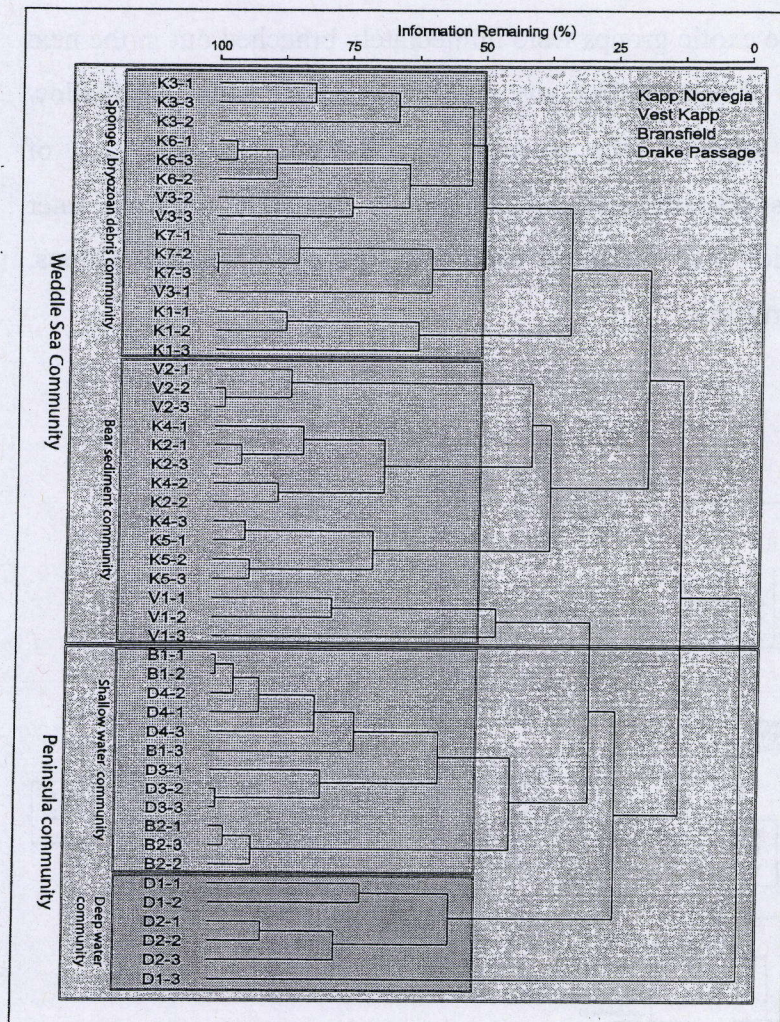 Information Remaining (%)
100 75 50 25 0
Kapp Norvegia
Vest Kapp
Bransfield
Drake Passage
Weddle Sea Community
Sponge / bryozoan debris community
K3-1
K3-3
K3-2
K6-1
K6-3
K6-2
V3-2
V3-3
K7-1
K7-2
K7-3
V3-1
K1-1
K1-2
K1-3
Bear sediment community
V2-1
V2-2
V2-3
K4-1
K2-1
K2-3
K4-2
K2-2
K4-3
K5-1
K5-2
K5-3
V1-1
V1-2
V1-3
Peninsula community
Shallow water community
B1-1
B1-2
D4-2
D4-1
D4-3
B1-3
D3-1
D3-2
D3-3
B2-1
B2-3
B2-2
Deep water
community
D1-1
D1-2
D2-1
D2-2
D2-3
D1-3